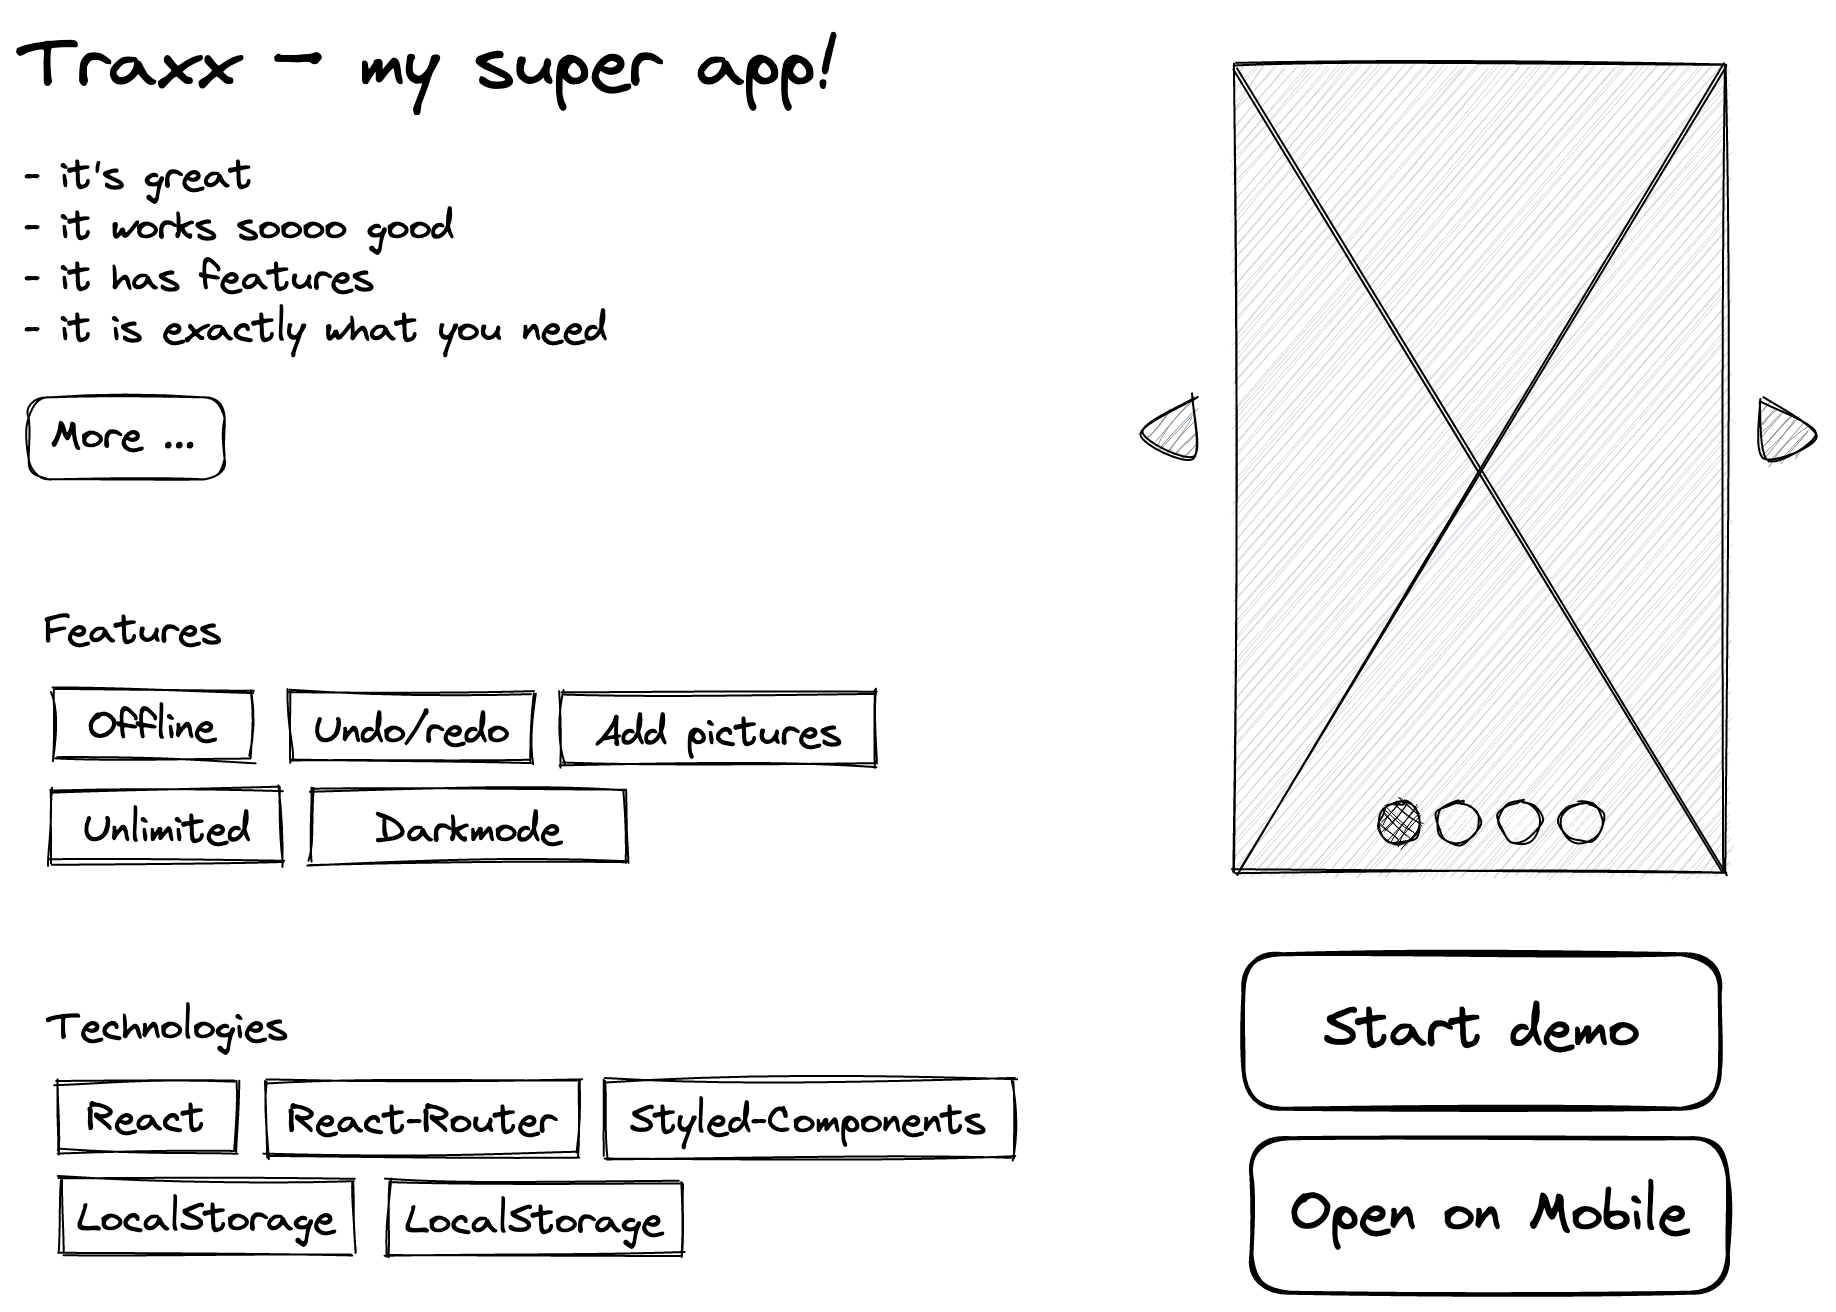 Traxx - my super app!
- it's great
- it works soooo good
- it has features
- it is exactly what you need
More ...
Features
Offline
Undo/redo
Add pictures
Unlimited
Darkmode
Technologies
React
React-Router
Styled-Components
LocalStorage
LocalStorage
Start demo
Open on Mobile